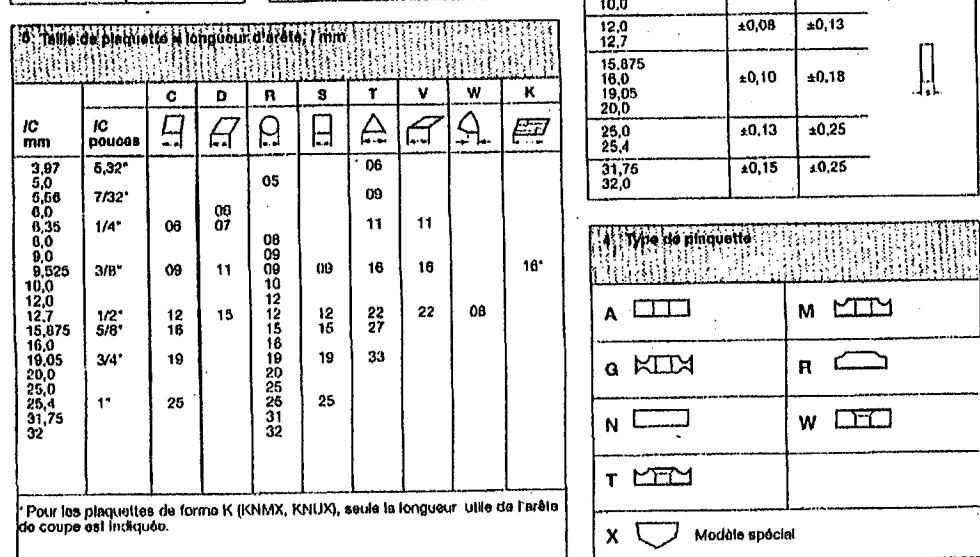 5 Taille de plaquette = longueur d'arête, l mm
C D R S T V W K
IC mm IC pouces
3,97 5,32" 06
5,0 05
5,56 7/32" 09
6,0 06
6,35 1/4" 06 07 11 11
8,0 08
9,0 09
9,525 3/8" 09 11 09 09 16 16 16*
10,0 10
12,0 12
12,7 1/2" 12 15 12 12 22 22 08
15,875 5/8" 16 15 15 27
16,0 16
19,05 3/4" 19 19 19 33
20,0 20
25,0 25
25,4 1" 25 25 25
31,75 31
32 32
* Pour les plaquettes de forme K (KNMX, KNUX), seule la longueur utile de l'arête
de coupe est indiquée.
10,0
12,0 ±0,08 ±0,13
12,7
15,875
16,0 ±0,10 ±0,18
19,05
20,0
25,0 ±0,13 ±0,25
25,4
31,75 ±0,15 ±0,25
32,0
4 Type de plaquette
A M
G R
N W
T
X Modèle spécial